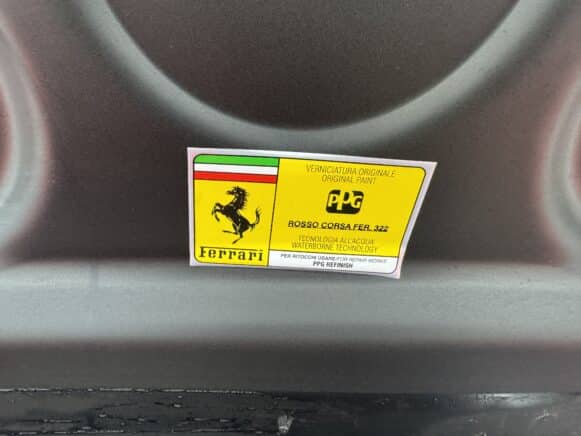 VERNICIATURA ORIGINALE
ORIGINAL PAINT
PPG
ROSSO CORSA FER. 322
TECNOLOGIA ALL'ACQUA
WATERBORNE TECHNOLOGY
Ferrari
PER RITOCCHI USARE/FOR REPAIR WORKS
PPG REFINISH